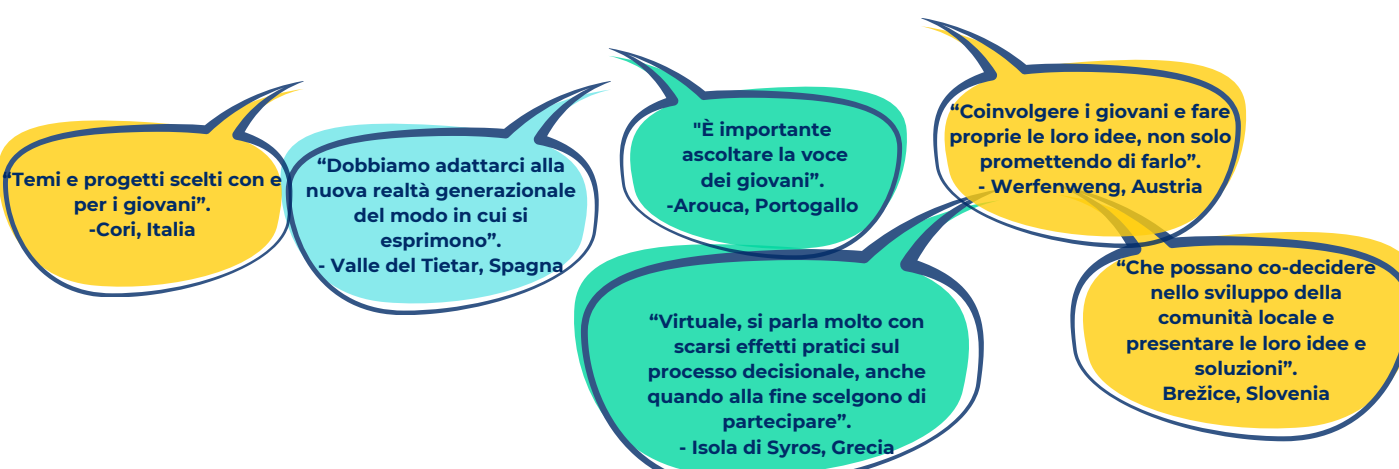 “Temi e progetti scelti con e
per i giovani”.
-Cori, Italia
“Dobbiamo adattarci alla
nuova realtà generazionale
del modo in cui si
esprimono”.
- Valle del Tietar, Spagna
"È importante
ascoltare la voce
dei giovani”.
-Arouca, Portogallo
“Coinvolgere i giovani e fare
proprie le loro idee, non solo
promettendo di farlo”.
- Werfenweng, Austria
“Virtuale, si parla molto con
scarsi effetti pratici sul
processo decisionale, anche
quando alla fine scelgono di
partecipare”.
- Isola di Syros, Grecia
“Che possano co-decidere
nello sviluppo della
comunità locale e
presentare le loro idee e
soluzioni”.
Brežice, Slovenia